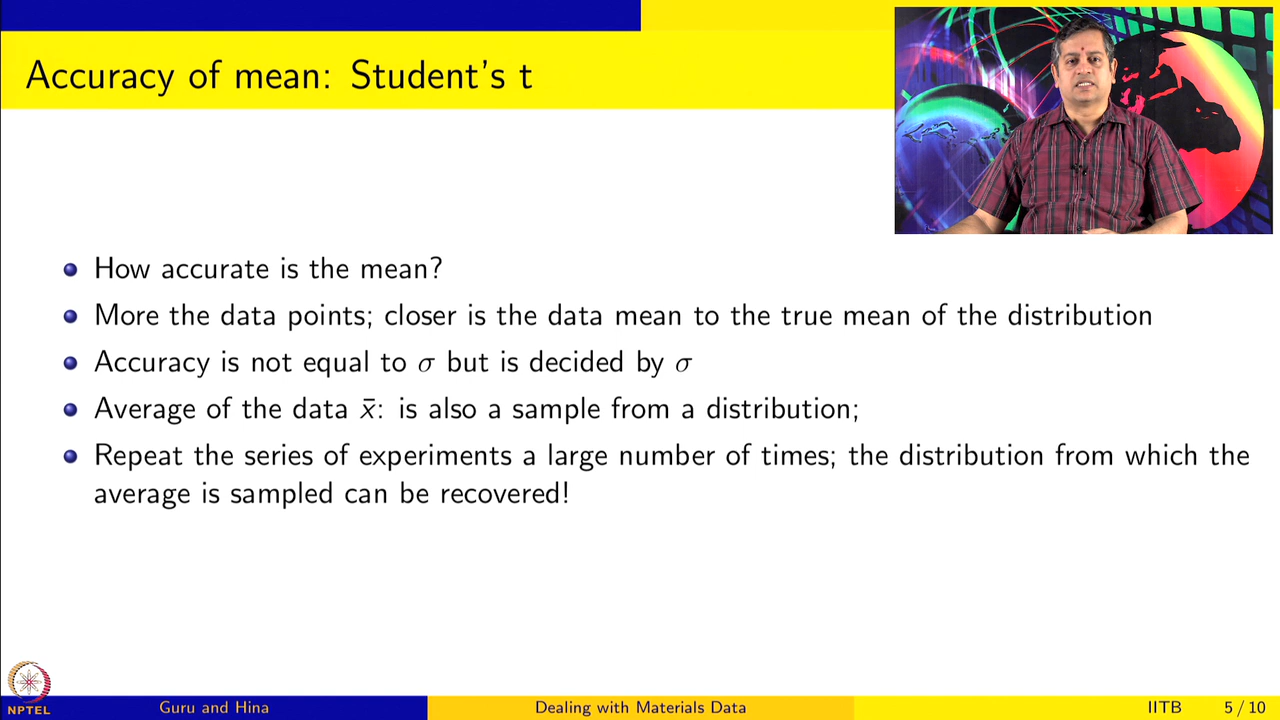 Accuracy of mean: Student's t
How accurate is the mean?
More the data points; closer is the data mean to the true mean of the distribution
Accuracy is not equal to σ but is decided by σ
Average of the data x̄: is also a sample from a distribution;
Repeat the series of experiments a large number of times; the distribution from which the
average is sampled can be recovered!
NPTEL
Guru and Hina
Dealing with Materials Data
IITB
5 / 10